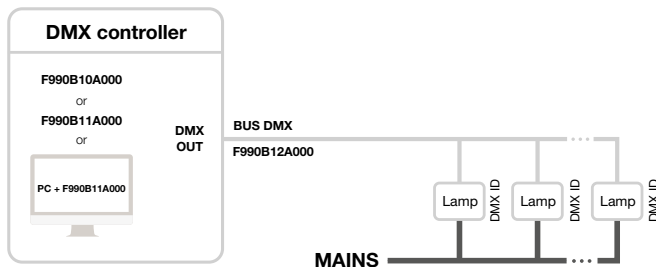 DMX controller
F990B10A000
or
F990B11A000
or
PC + F990B11A000
DMX
OUT
BUS DMX
F990B12A000
Lamp
DMX ID
Lamp
DMX ID
Lamp
DMX ID
MAINS